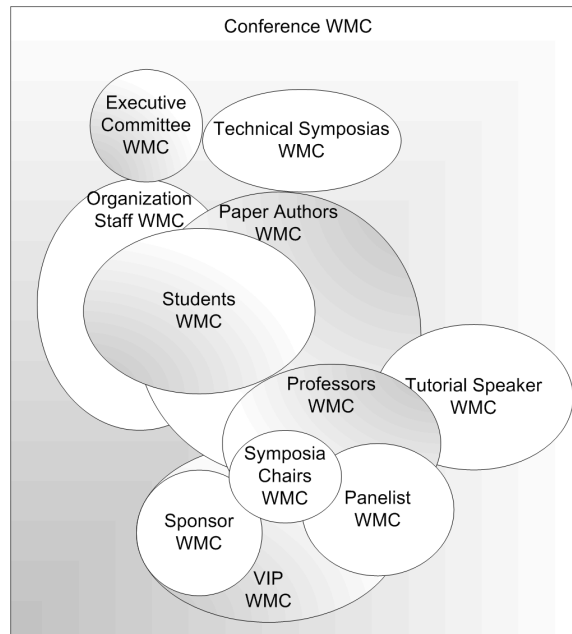 Conference WMC
Executive
Committee
WMC
Technical Symposias
WMC
Organization
Staff WMC
Paper Authors
WMC
Students
WMC
Professors
WMC
Tutorial Speaker
WMC
Symposia
Chairs
WMC
Panelist
WMC
Sponsor
WMC
VIP
WMC